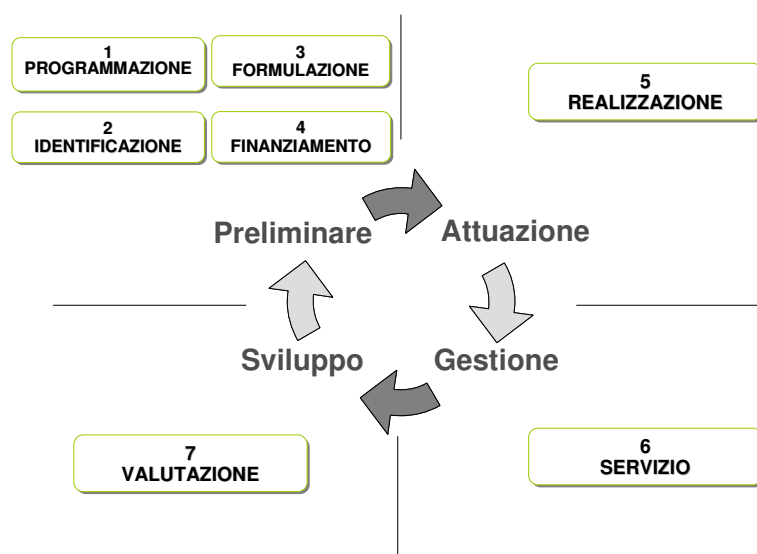 1
PROGRAMMAZIONE
3
FORMULAZIONE
2
IDENTIFICAZIONE
4
FINANZIAMENTO
5
REALIZZAZIONE
Preliminare
Attuazione
Sviluppo
Gestione
7
VALUTAZIONE
6
SERVIZIO